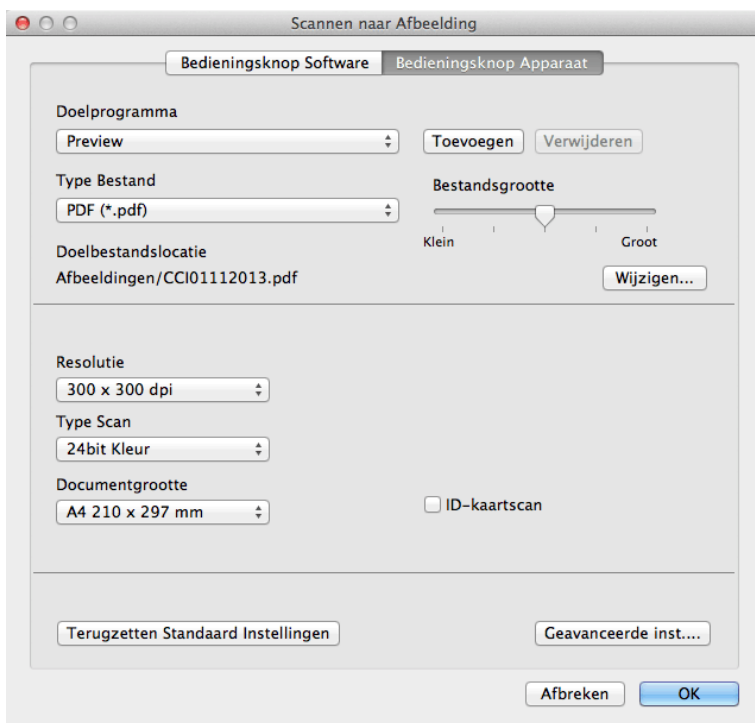 Scannen naar Afbeelding
Bedieningsknop Software Bedieningsknop Apparaat
Doelprogramma
Preview Toevoegen Verwijderen
Type Bestand Bestandsgrootte
PDF (*.pdf)
Klein Groot
Doelbestandslocatie
Afbeeldingen/CCI01112013.pdf Wijzigen...
Resolutie
300 x 300 dpi
Type Scan
24bit Kleur
Documentgrootte
A4 210 x 297 mm ID-kaartscan
Terugzetten Standaard Instellingen Geavanceerde inst....
Afbreken OK